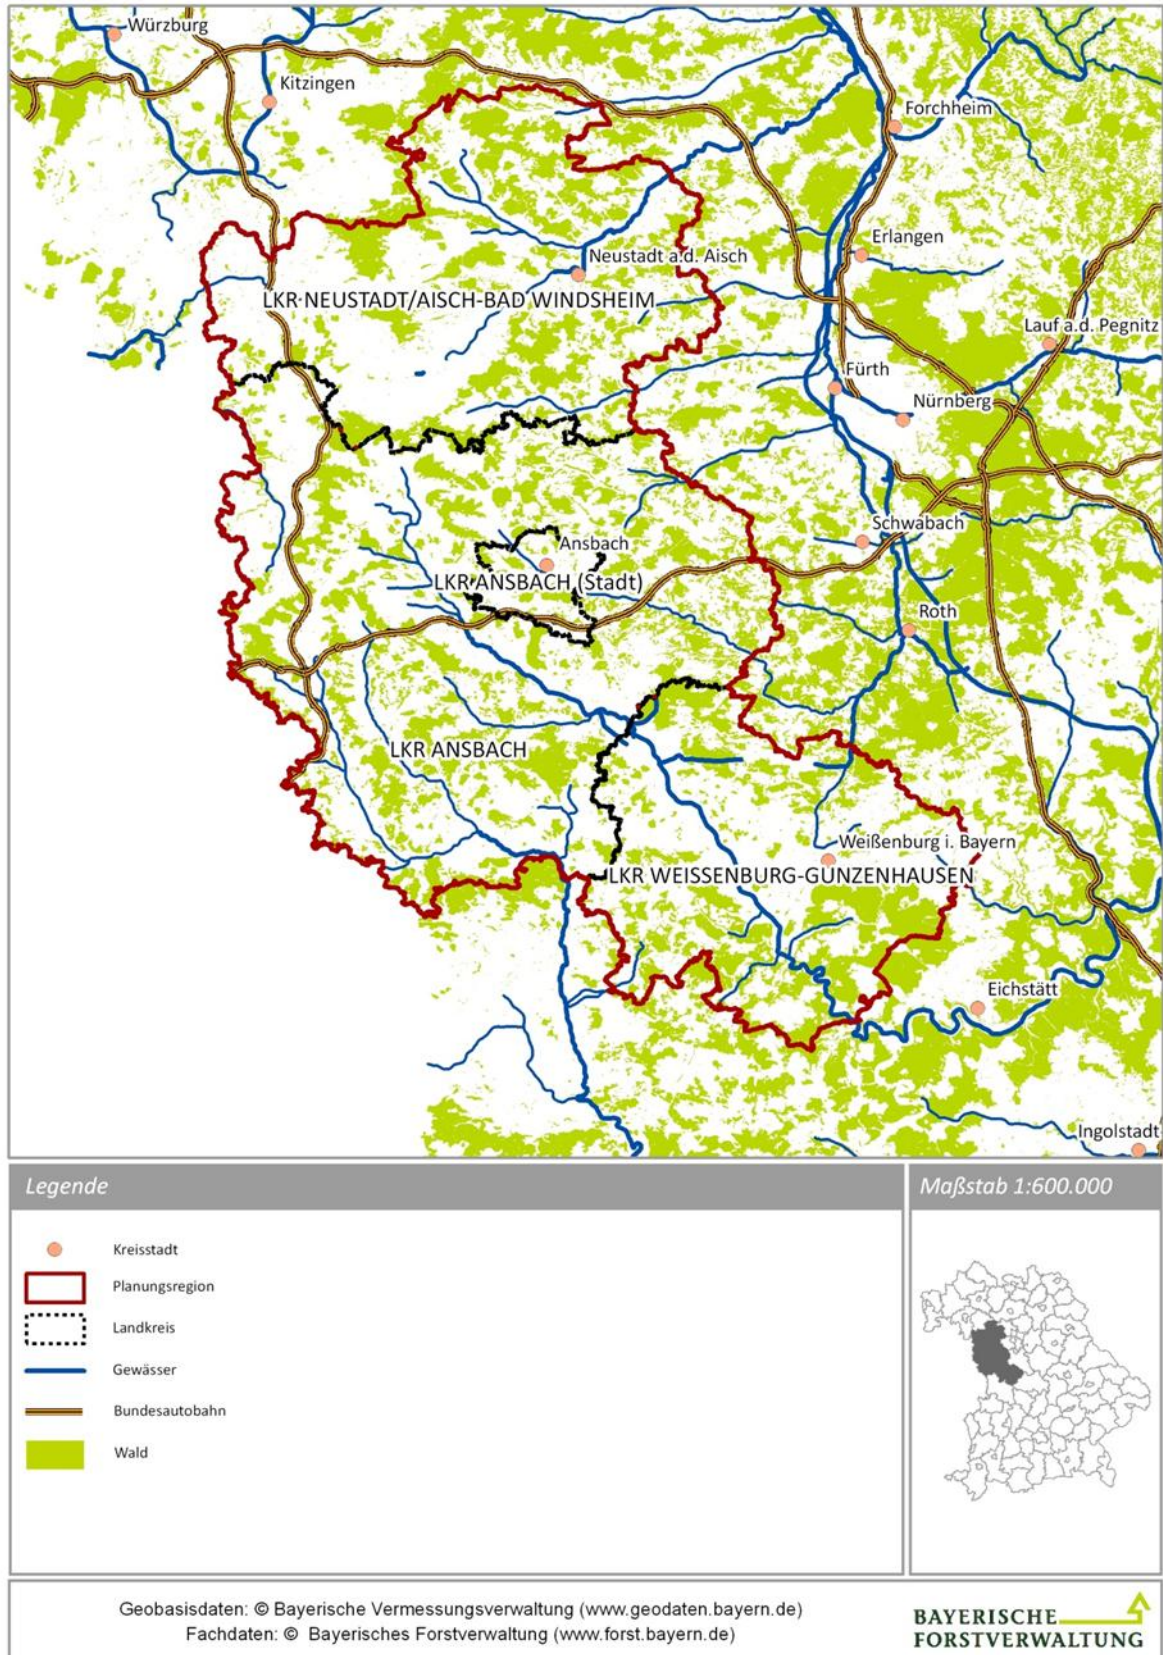 Würzburg
Kitzingen
Forchheim
Erlangen
Neustadt a.d. Aisch
LKR NEUSTADT/AISCH-BAD WINDSHEIM
Lauf a.d. Pegnitz
Fürth
Nürnberg
Schwabach
Ansbach
LKR ANSBACH (Stadt)
Roth
LKR ANSBACH
Weißenburg i. Bayern
LKR WEISSENBURG-GUNZENHAUSEN
Eichstätt
Ingolstadt
Legende
Kreisstadt
Planungsregion
Landkreis
Gewässer
Bundesautobahn
Wald
Maßstab 1:600.000
Geobasisdaten: © Bayerische Vermessungsverwaltung (www.geodaten.bayern.de)
Fachdaten: © Bayerisches Forstverwaltung (www.forst.bayern.de)
BAYERISCHE
FORSTVERWALTUNG